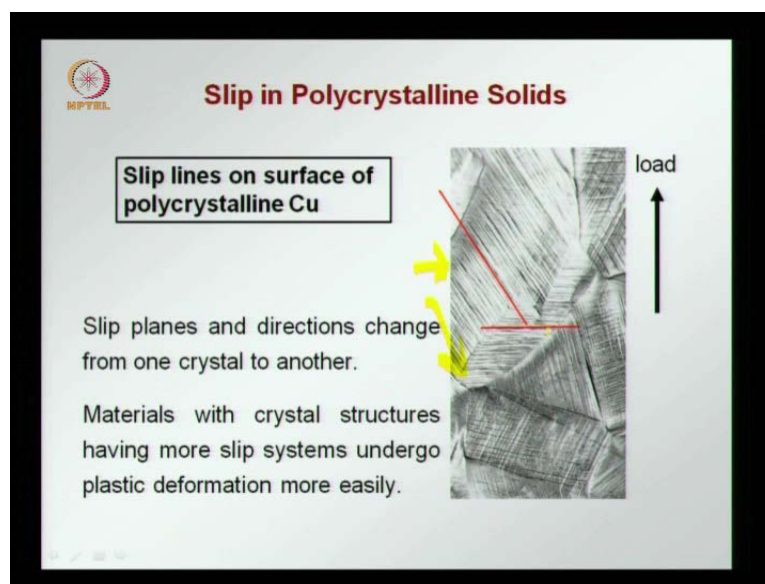 NPTEL
Slip in Polycrystalline Solids
Slip lines on surface of
polycrystalline Cu
load
Slip planes and directions change
from one crystal to another.
Materials with crystal structures
having more slip systems undergo
plastic deformation more easily.